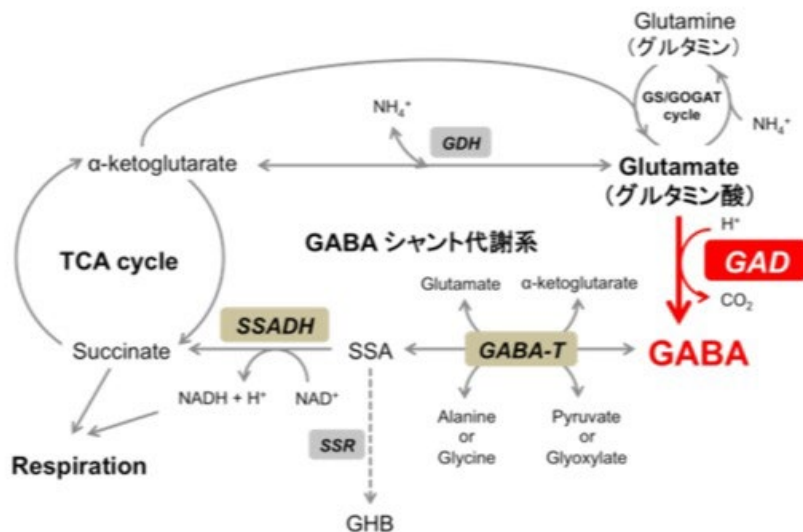 Glutamine
(グルタミン)
GS/GOGAT
cycle
NH₄⁺
NH₄⁺
GDH
α-ketoglutarate
Glutamate
(グルタミン酸)
H⁺
GAD
CO₂
GABA シャント代謝系
TCA cycle
Glutamate
α-ketoglutarate
SSADH
Succinate
SSA
GABA-T
GABA
NADH + H⁺
NAD⁺
Alanine
or
Glycine
Pyruvate
or
Glyoxylate
SSR
Respiration
GHB